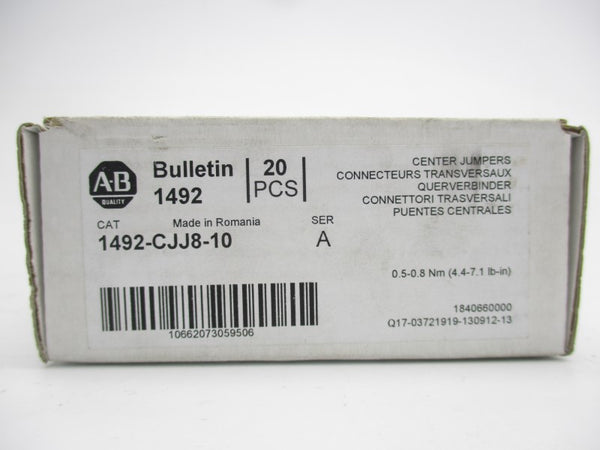 A·B
QUALITY
Bulletin
1492
20
PCS
CENTER JUMPERS
CONNECTEURS TRANSVERSAUX
QUERVERBINDER
CONNETTORI TRASVERSALI
PUENTES CENTRALES
CAT
Made in Romania
SER
1492-CJJ8-10
A
0.5-0.8 Nm (4.4-7.1 lb-in)
10662073059506
1840660000
Q17-03721919-130912-13